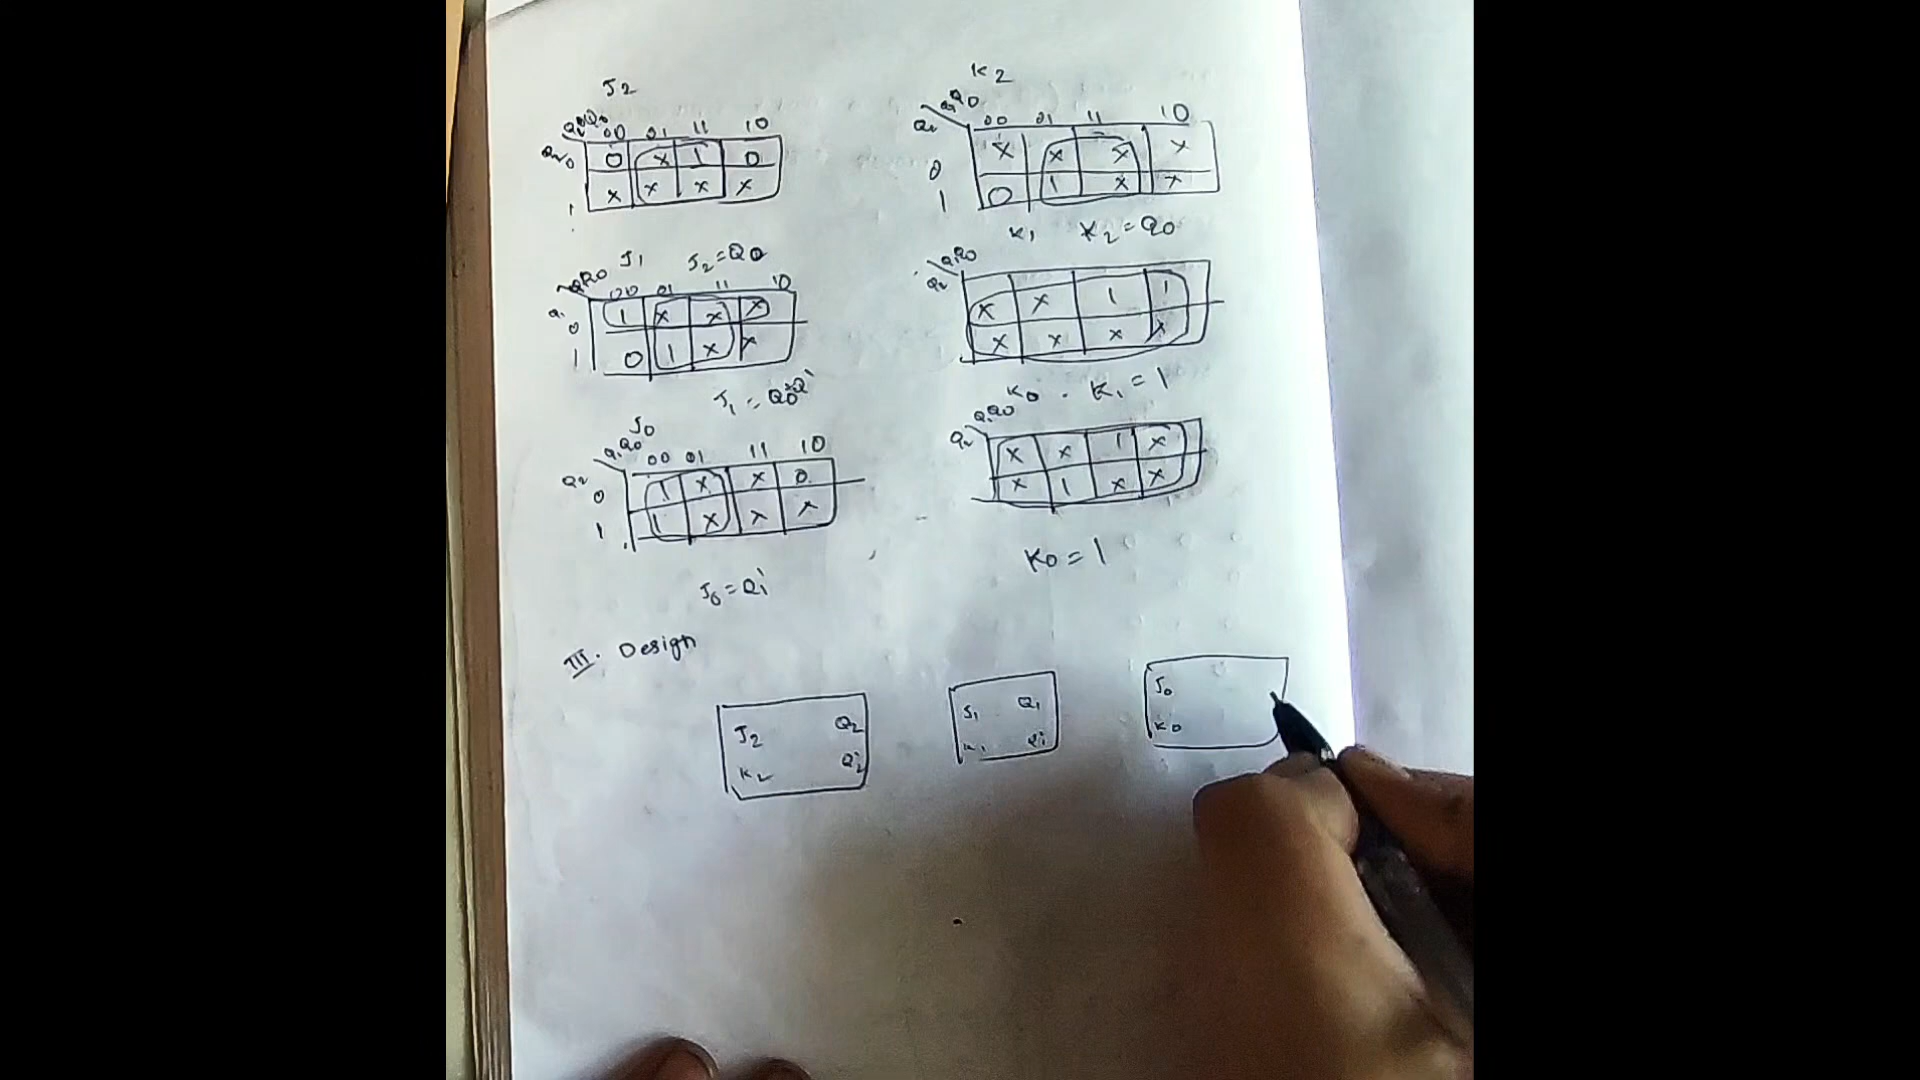 J2
Q1Q0 00 01 11 10
Q2 0 0 x 1 0
1 x x x x
J2 = Q0
K2
Q1Q0
Q2 00 01 11 10
0 x x x x
1 0 1 x x
K2 = Q0
J1
Q1Q0 00 01 11 10
0 1 x x x
1 0 1 x x
K1
Q1Q0
Q2
x x 1 1
x x x x
K1 = 1
J0
Q1Q0 00 01 11 10
Q2
0 1 x x 0
1 1 x x x
J0 = Q1'
K0
Q1Q0
Q2
x x 1 x
x 1 x x
K0 = 1
III. Design
J2 Q2
K2 Q2'
J1 Q1
K1 Q1'
J0
K0